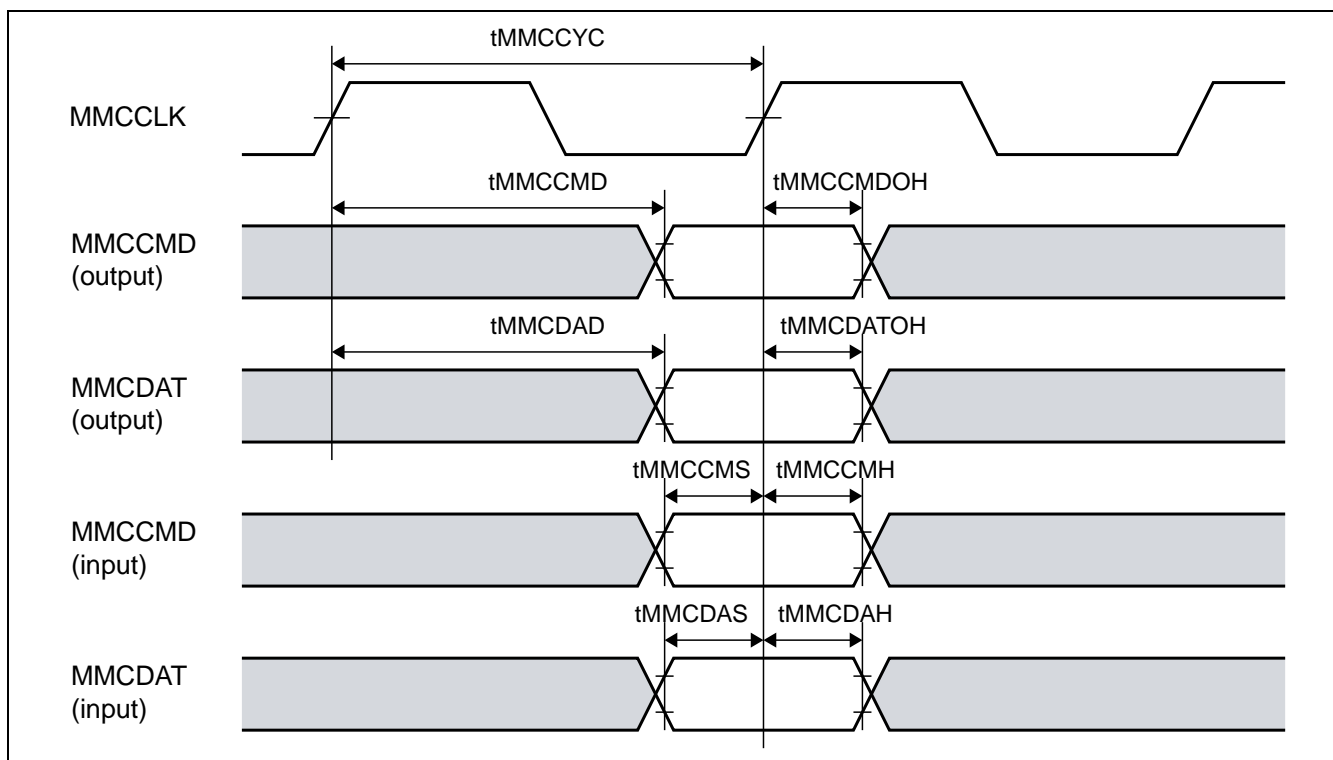 tMMCCYC
MMCCLK
tMMCCMD
tMMCCMDOH
MMCCMD
(output)
tMMCDAD
tMMCDATOH
MMCDAT
(output)
tMMCCMS
tMMCCMH
MMCCMD
(input)
tMMCDAS
tMMCDAH
MMCDAT
(input)